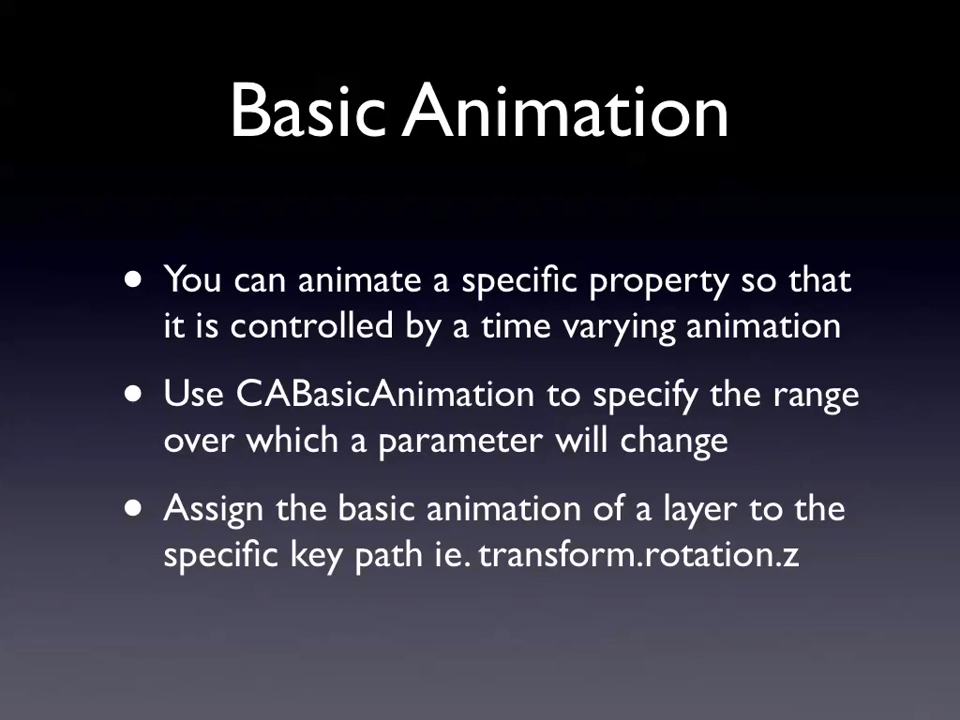 Basic Animation
• You can animate a specific property so that
it is controlled by a time varying animation
• Use CABasicAnimation to specify the range
over which a parameter will change
• Assign the basic animation of a layer to the
specific key path ie. transform.rotation.z